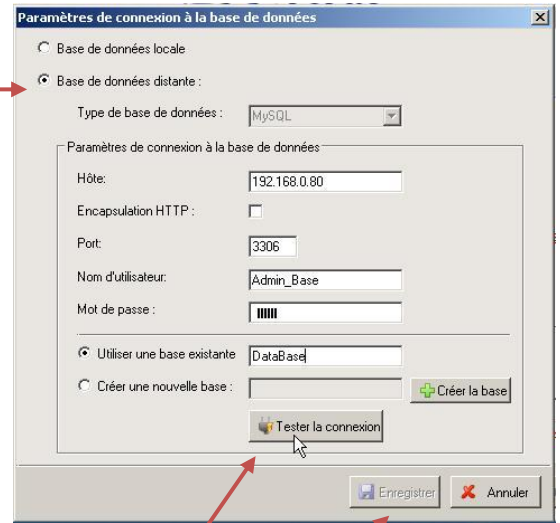 Paramètres de connexion à la base de données
Base de données locale
Base de données distante :
Type de base de données : MySQL
Paramètres de connexion à la base de données
Hôte: 192.168.0.80
Encapsulation HTTP :
Port: 3306
Nom d'utilisateur: Admin_Base
Mot de passe :
Utiliser une base existante DataBase
Créer une nouvelle base : Créer la base
Tester la connexion
Enregistrer Annuler